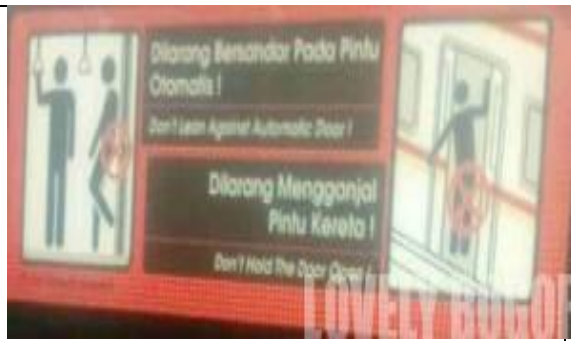 Dilarang Bersandar Pada Pintu
Otomatis !
Don't Lean Against Automatic Door !
Dilarang Mengganjal
Pintu Kereta !
Don't Hold The Door Open !
LOVELY BOGOR